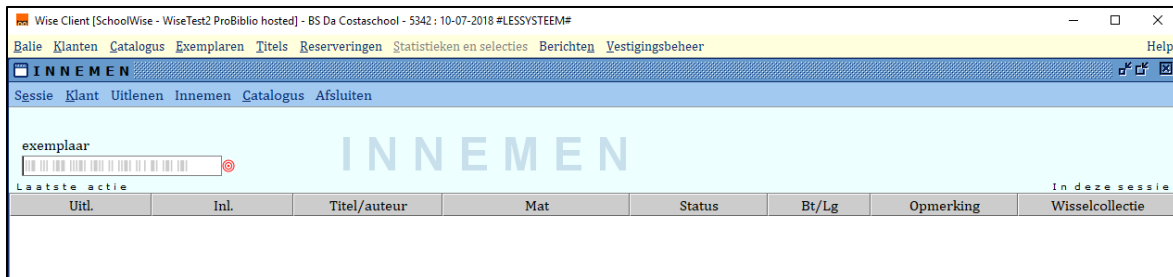 Wise Client [SchoolWise - WiseTest2 ProBiblio hosted] - BS Da Costaschool - 5342 : 10-07-2018 #LESSYSTEEM#
Balie Klanten Catalogus Exemplaren Titels Reserveringen Statistieken en selecties Berichten Vestigingsbeheer Help
INNEMEN
Sessie Klant Uitlenen Innemen Catalogus Afsluiten
exemplaar
INNEMEN
Laatste actie In deze sessie
Uitl. Inl. Titel/auteur Mat Status Bt/Lg Opmerking Wisselcollectie